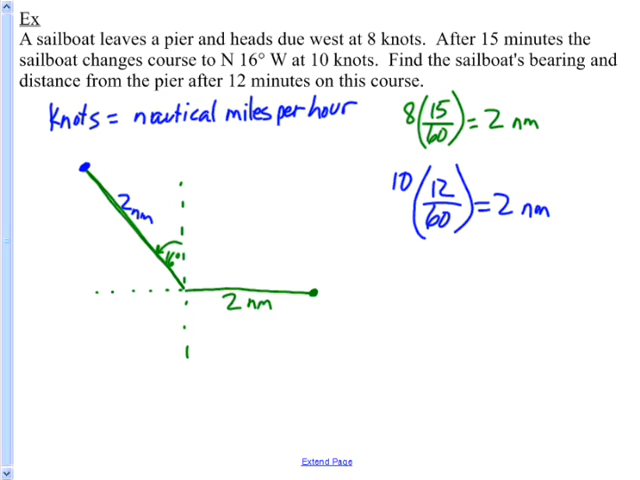 Ex
A sailboat leaves a pier and heads due west at 8 knots. After 15 minutes the
sailboat changes course to N 16° W at 10 knots. Find the sailboat's bearing and
distance from the pier after 12 minutes on this course.
Knots = nautical miles per hour
8(15/60) = 2 nm
10(12/60) = 2 nm
2nm
16°
2 nm
Extend Page